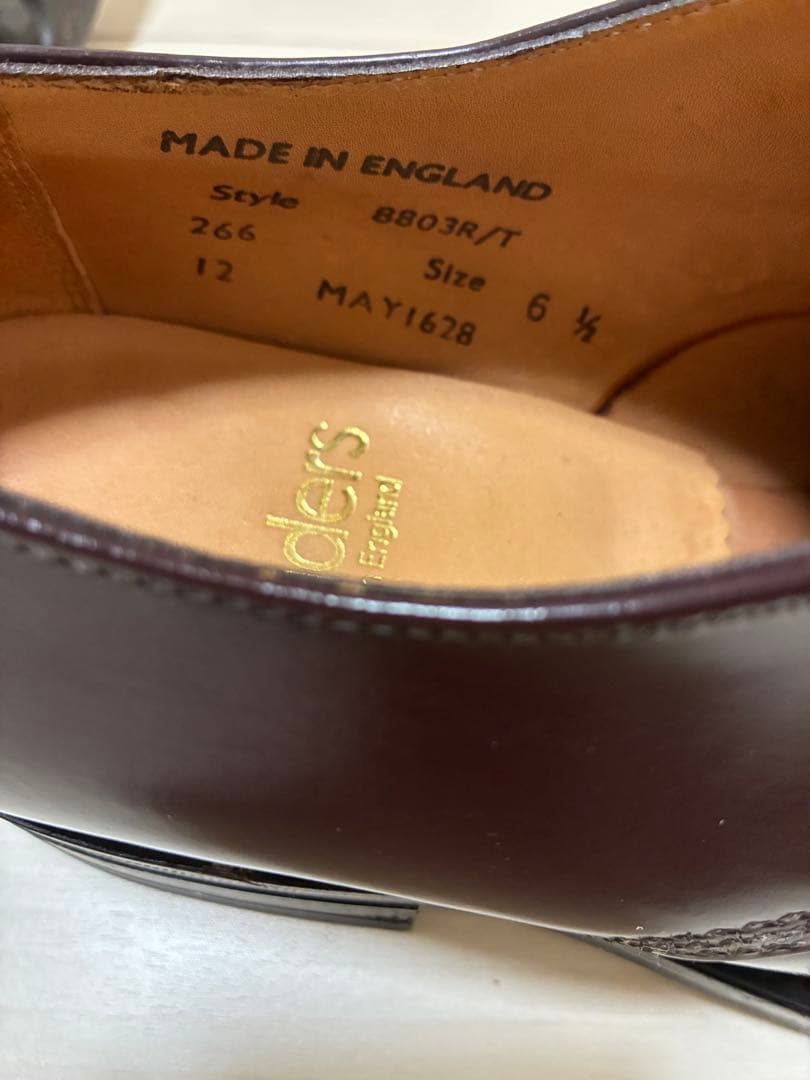 MADE IN ENGLAND
Style 8803R/T
266 Size 6 ½
12 MAY1628
ders
England